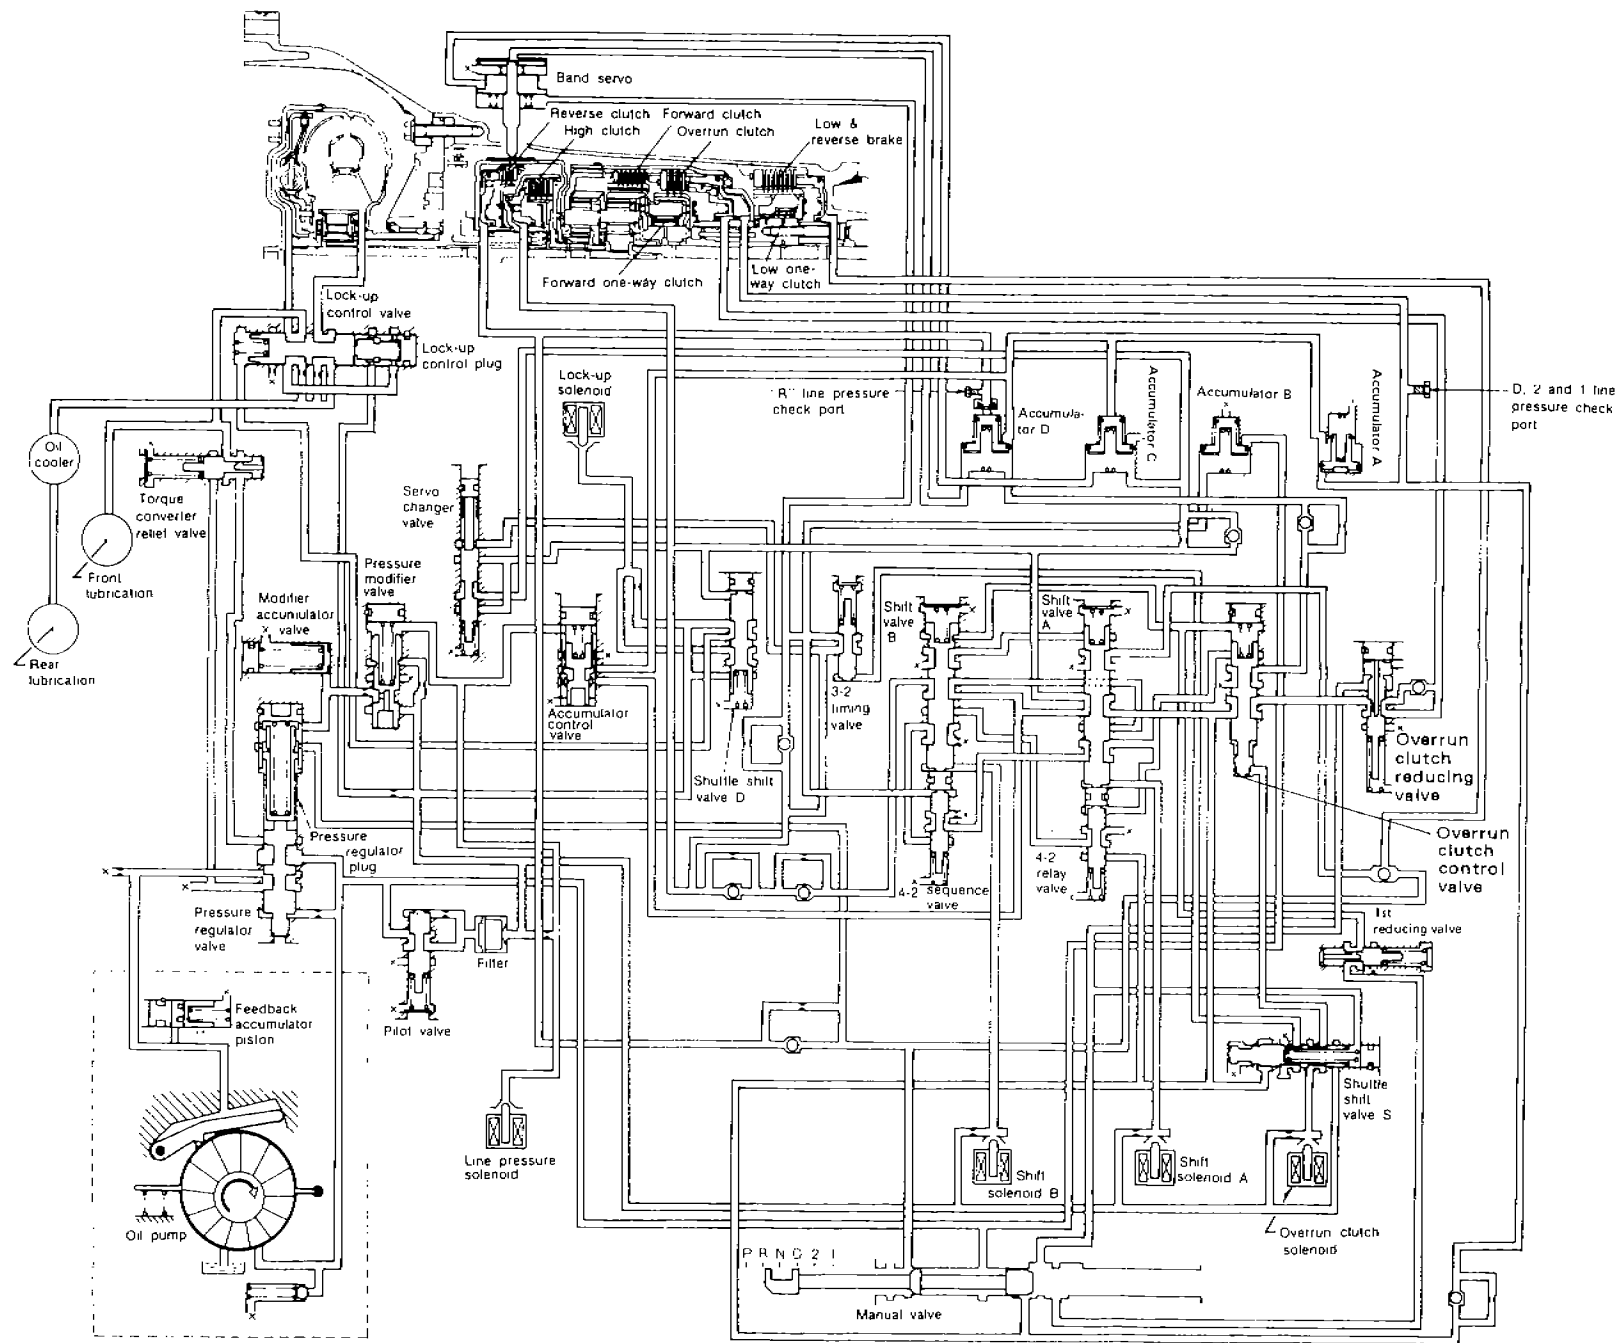 Band servo
Reverse clutch
Forward clutch
High clutch
Overrun clutch
Low &
reverse brake
Forward one-way clutch
Low one-
way clutch
Lock-up
control valve
Lock-up
control plug
Lock-up
solenoid
"R" line pressure
check port
Accumula-
tor D
Accumulator C
Accumulator B
Accumulator A
D, 2 and 1 line
pressure check
port
Oil
cooler
Torque
converter
relief valve
Front
lubrication
Rear
lubrication
Servo
changer
valve
Pressure
modifier
valve
Modifier
accumulator
valve
Accumulator
control
valve
Shuttle shift
valve D
3-2
timing
valve
Shift
valve
B
Shift
valve
A
Overrun
clutch
reducing
valve
Overrun
clutch
control
valve
Pressure
regulator
plug
Pressure
regulator
valve
4-2 sequence
valve
4-2
relay
valve
1st
reducing valve
Filter
Pilot valve
Feedback
accumulator
piston
Oil pump
Line pressure
solenoid
Shuttle
shift
valve S
Shift
solenoid B
Shift
solenoid A
Overrun clutch
solenoid
P R N D 2 1
Manual valve